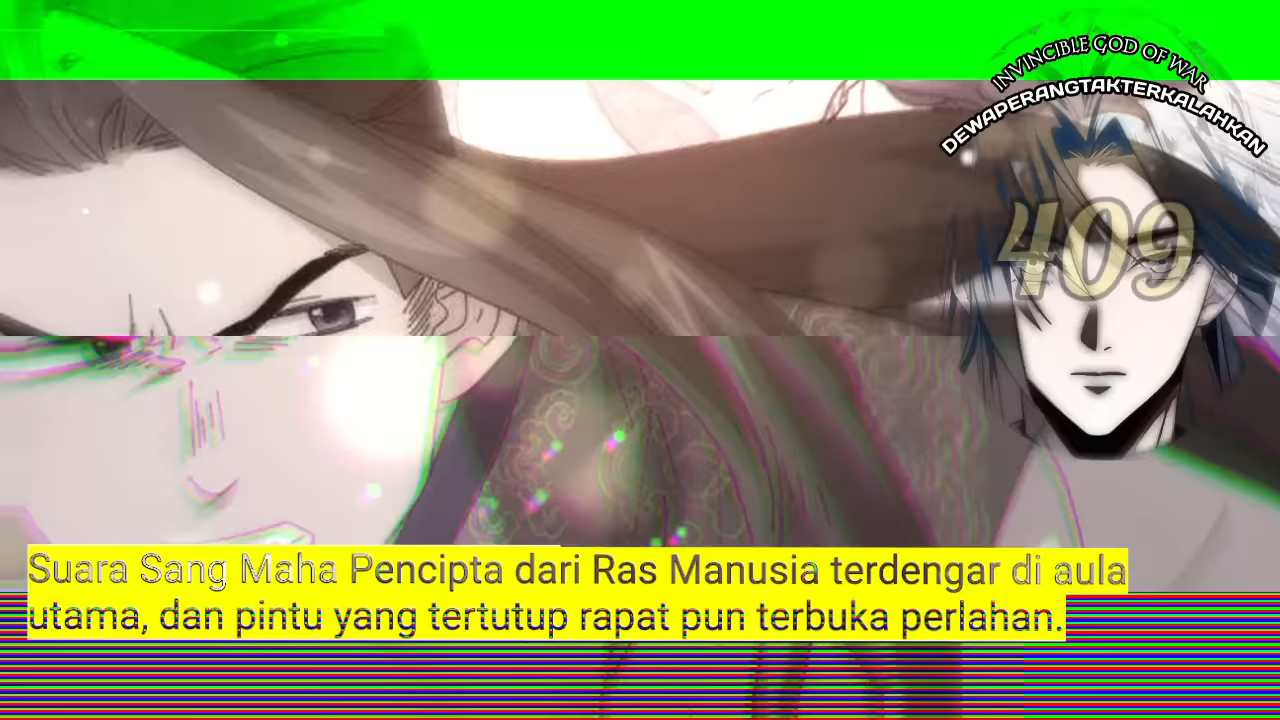 INVINCIBLE GOD OF WAR
DEWAPERANGTAKTERKALAHKAN
409
Suara Sang Maha Pencipta dari Ras Manusia terdengar di aula
utama, dan pintu yang tertutup rapat pun terbuka perlahan.